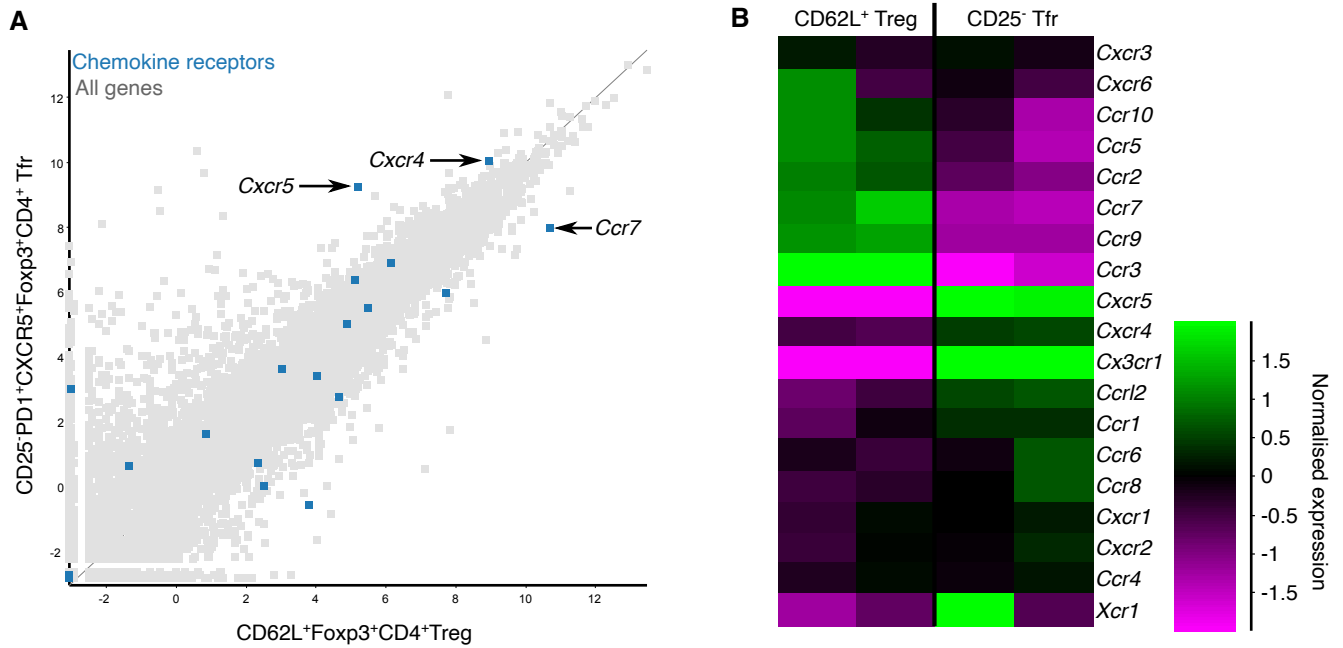 A
Chemokine receptors
All genes
Cxcr4
Cxcr5
Ccr7
12
10
8
6
4
2
0
-2
-2 0 2 4 6 8 10 12
CD25⁻PD1⁺CXCR5⁺Foxp3⁺CD4⁺ Tfr
CD62L⁺Foxp3⁺CD4⁺Treg
B
CD62L⁺ Treg CD25⁻ Tfr
Cxcr3
Cxcr6
Ccr10
Ccr5
Ccr2
Ccr7
Ccr9
Ccr3
Cxcr5
Cxcr4
Cx3cr1
Ccrl2
Ccr1
Ccr6
Ccr8
Cxcr1
Cxcr2
Ccr4
Xcr1
1.5
1
0.5
0
-0.5
-1
-1.5
Normalised expression